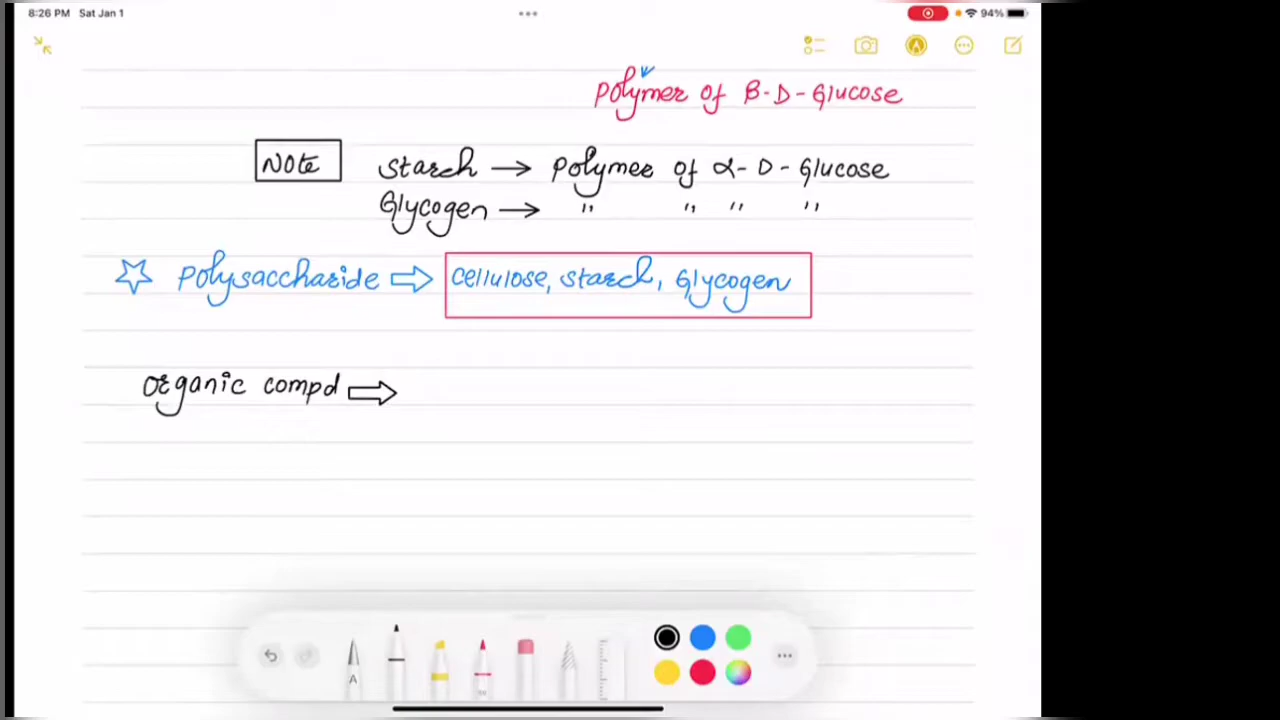 8:26 PM Sat Jan 1
94%
Polymer of β-D-Glucose
Note Starch → Polymer of α-D-Glucose
Glycogen → " " " "
☆ Polysaccharide ⇨ Cellulose, Starch, Glycogen
Organic compd ⇨
A